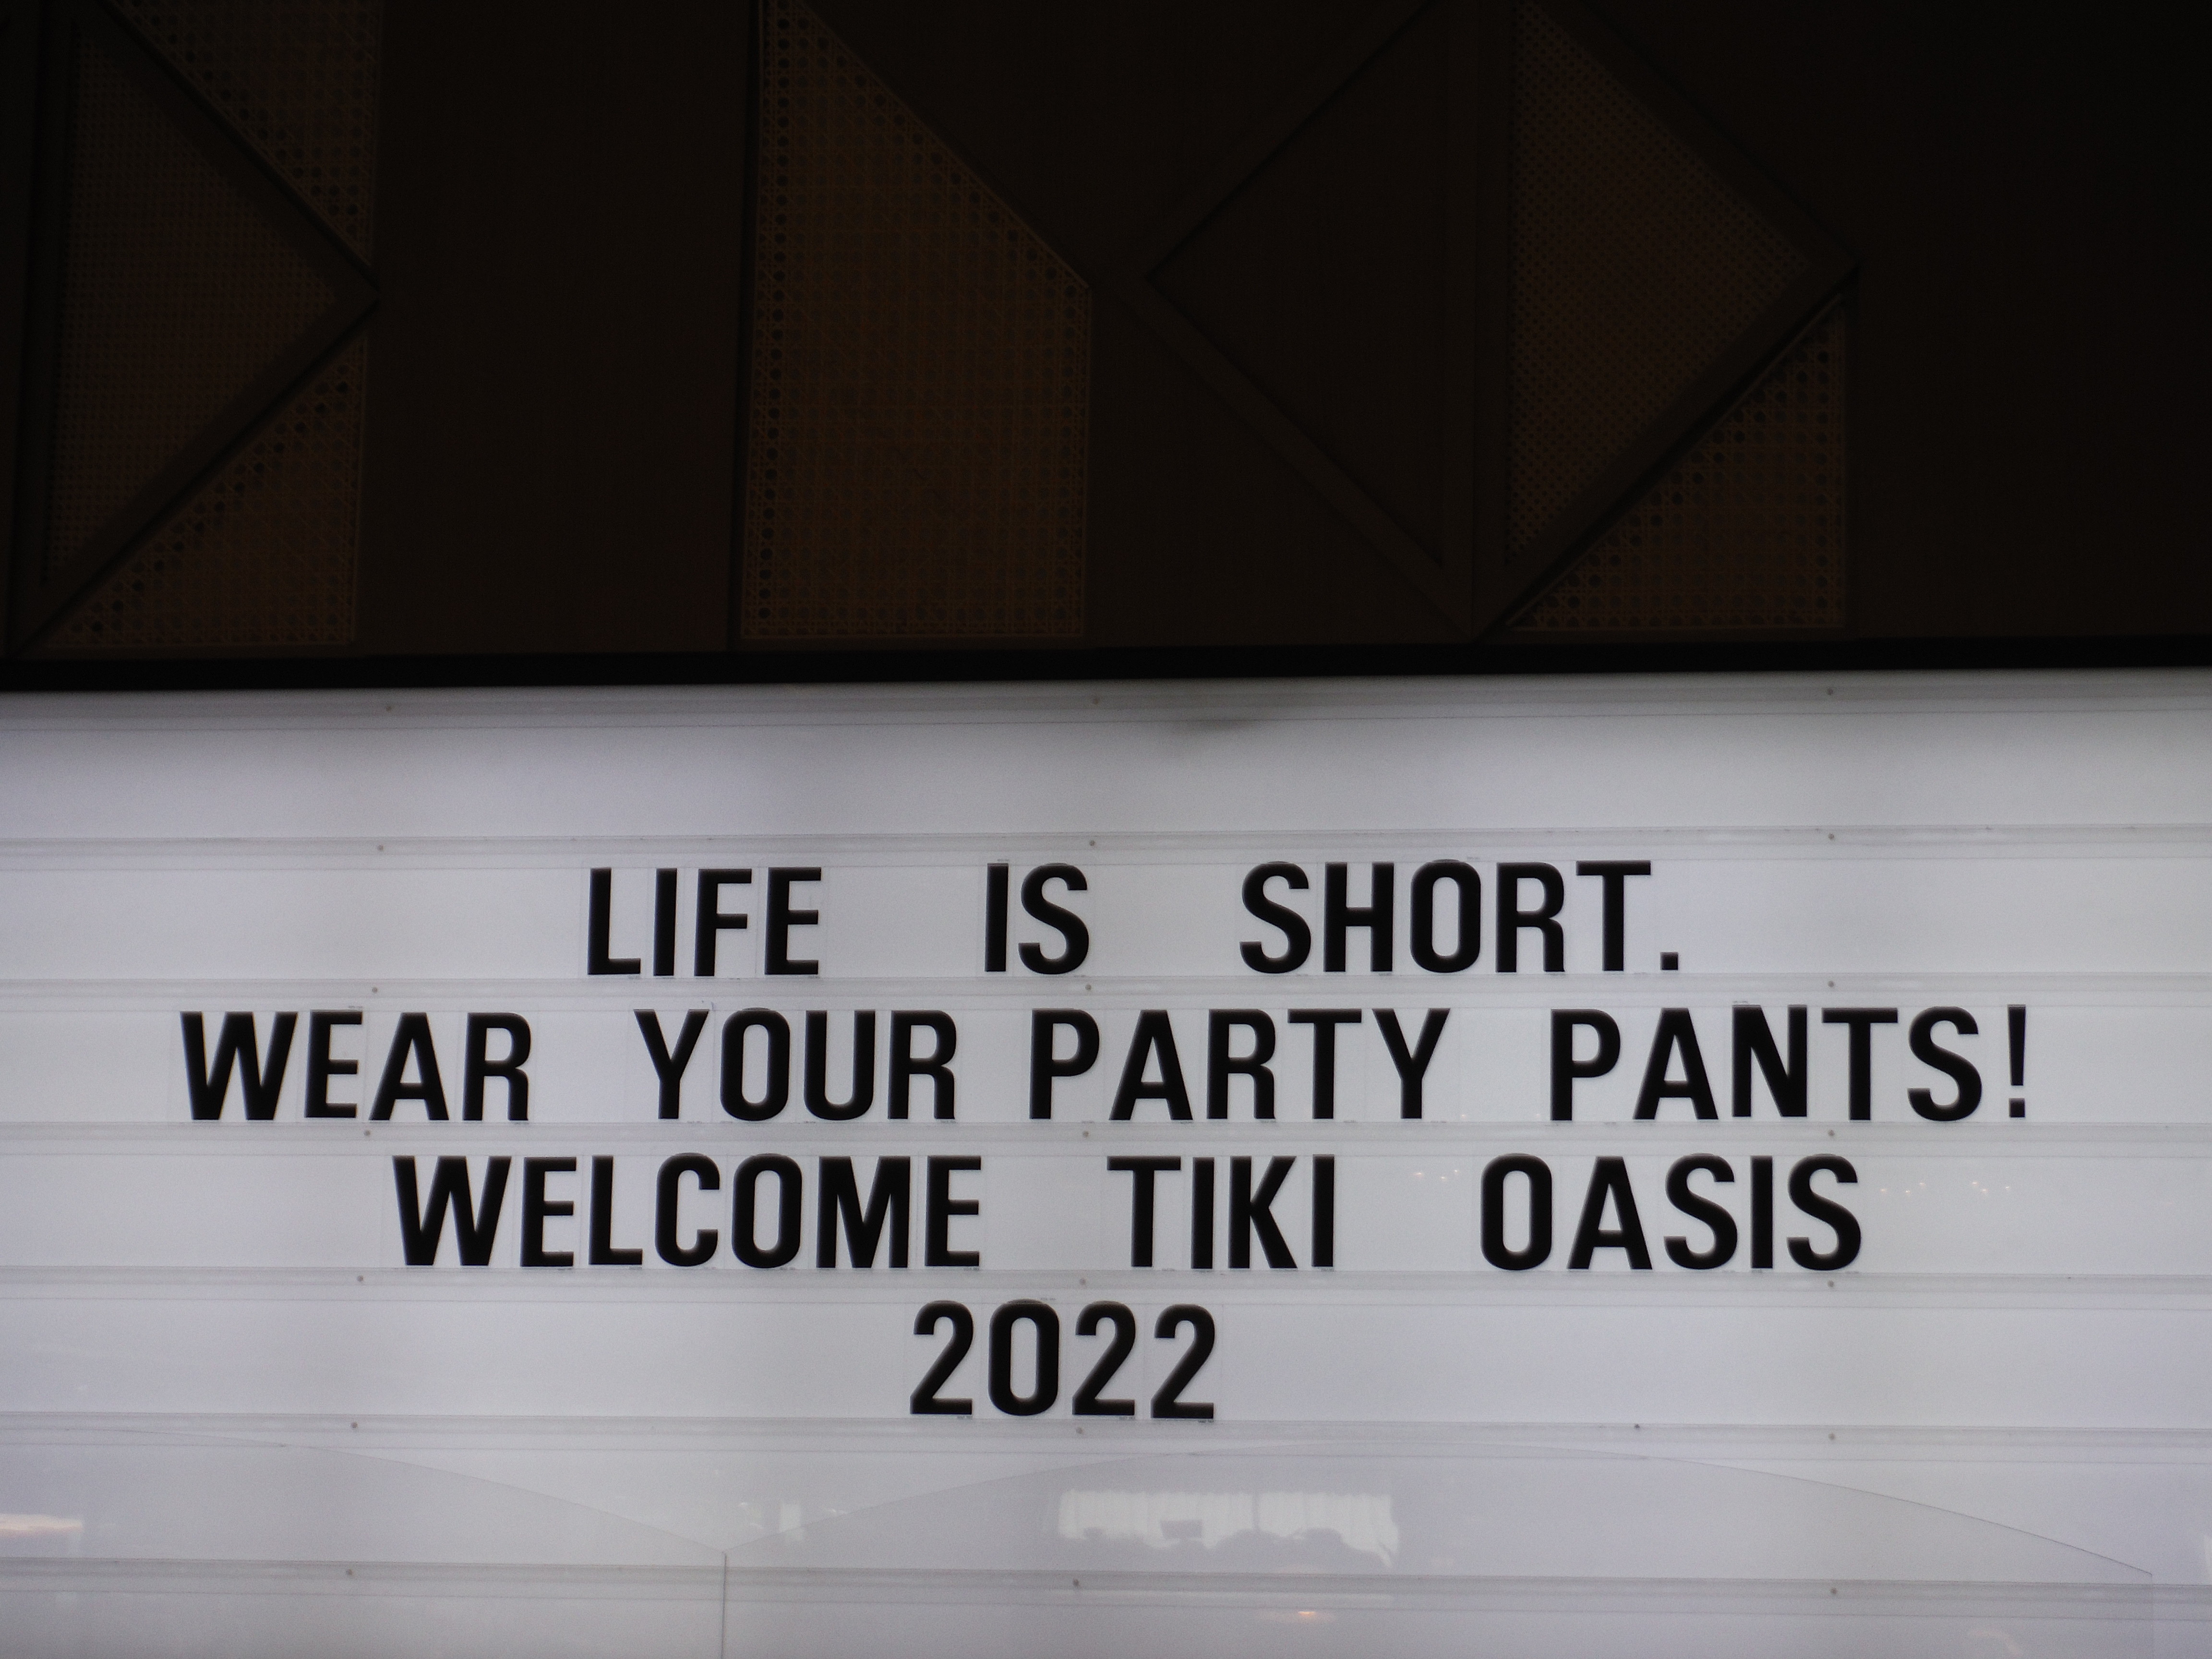 LIFE IS SHORT.
WEAR YOUR PARTY PANTS!
WELCOME TIKI OASIS
2022